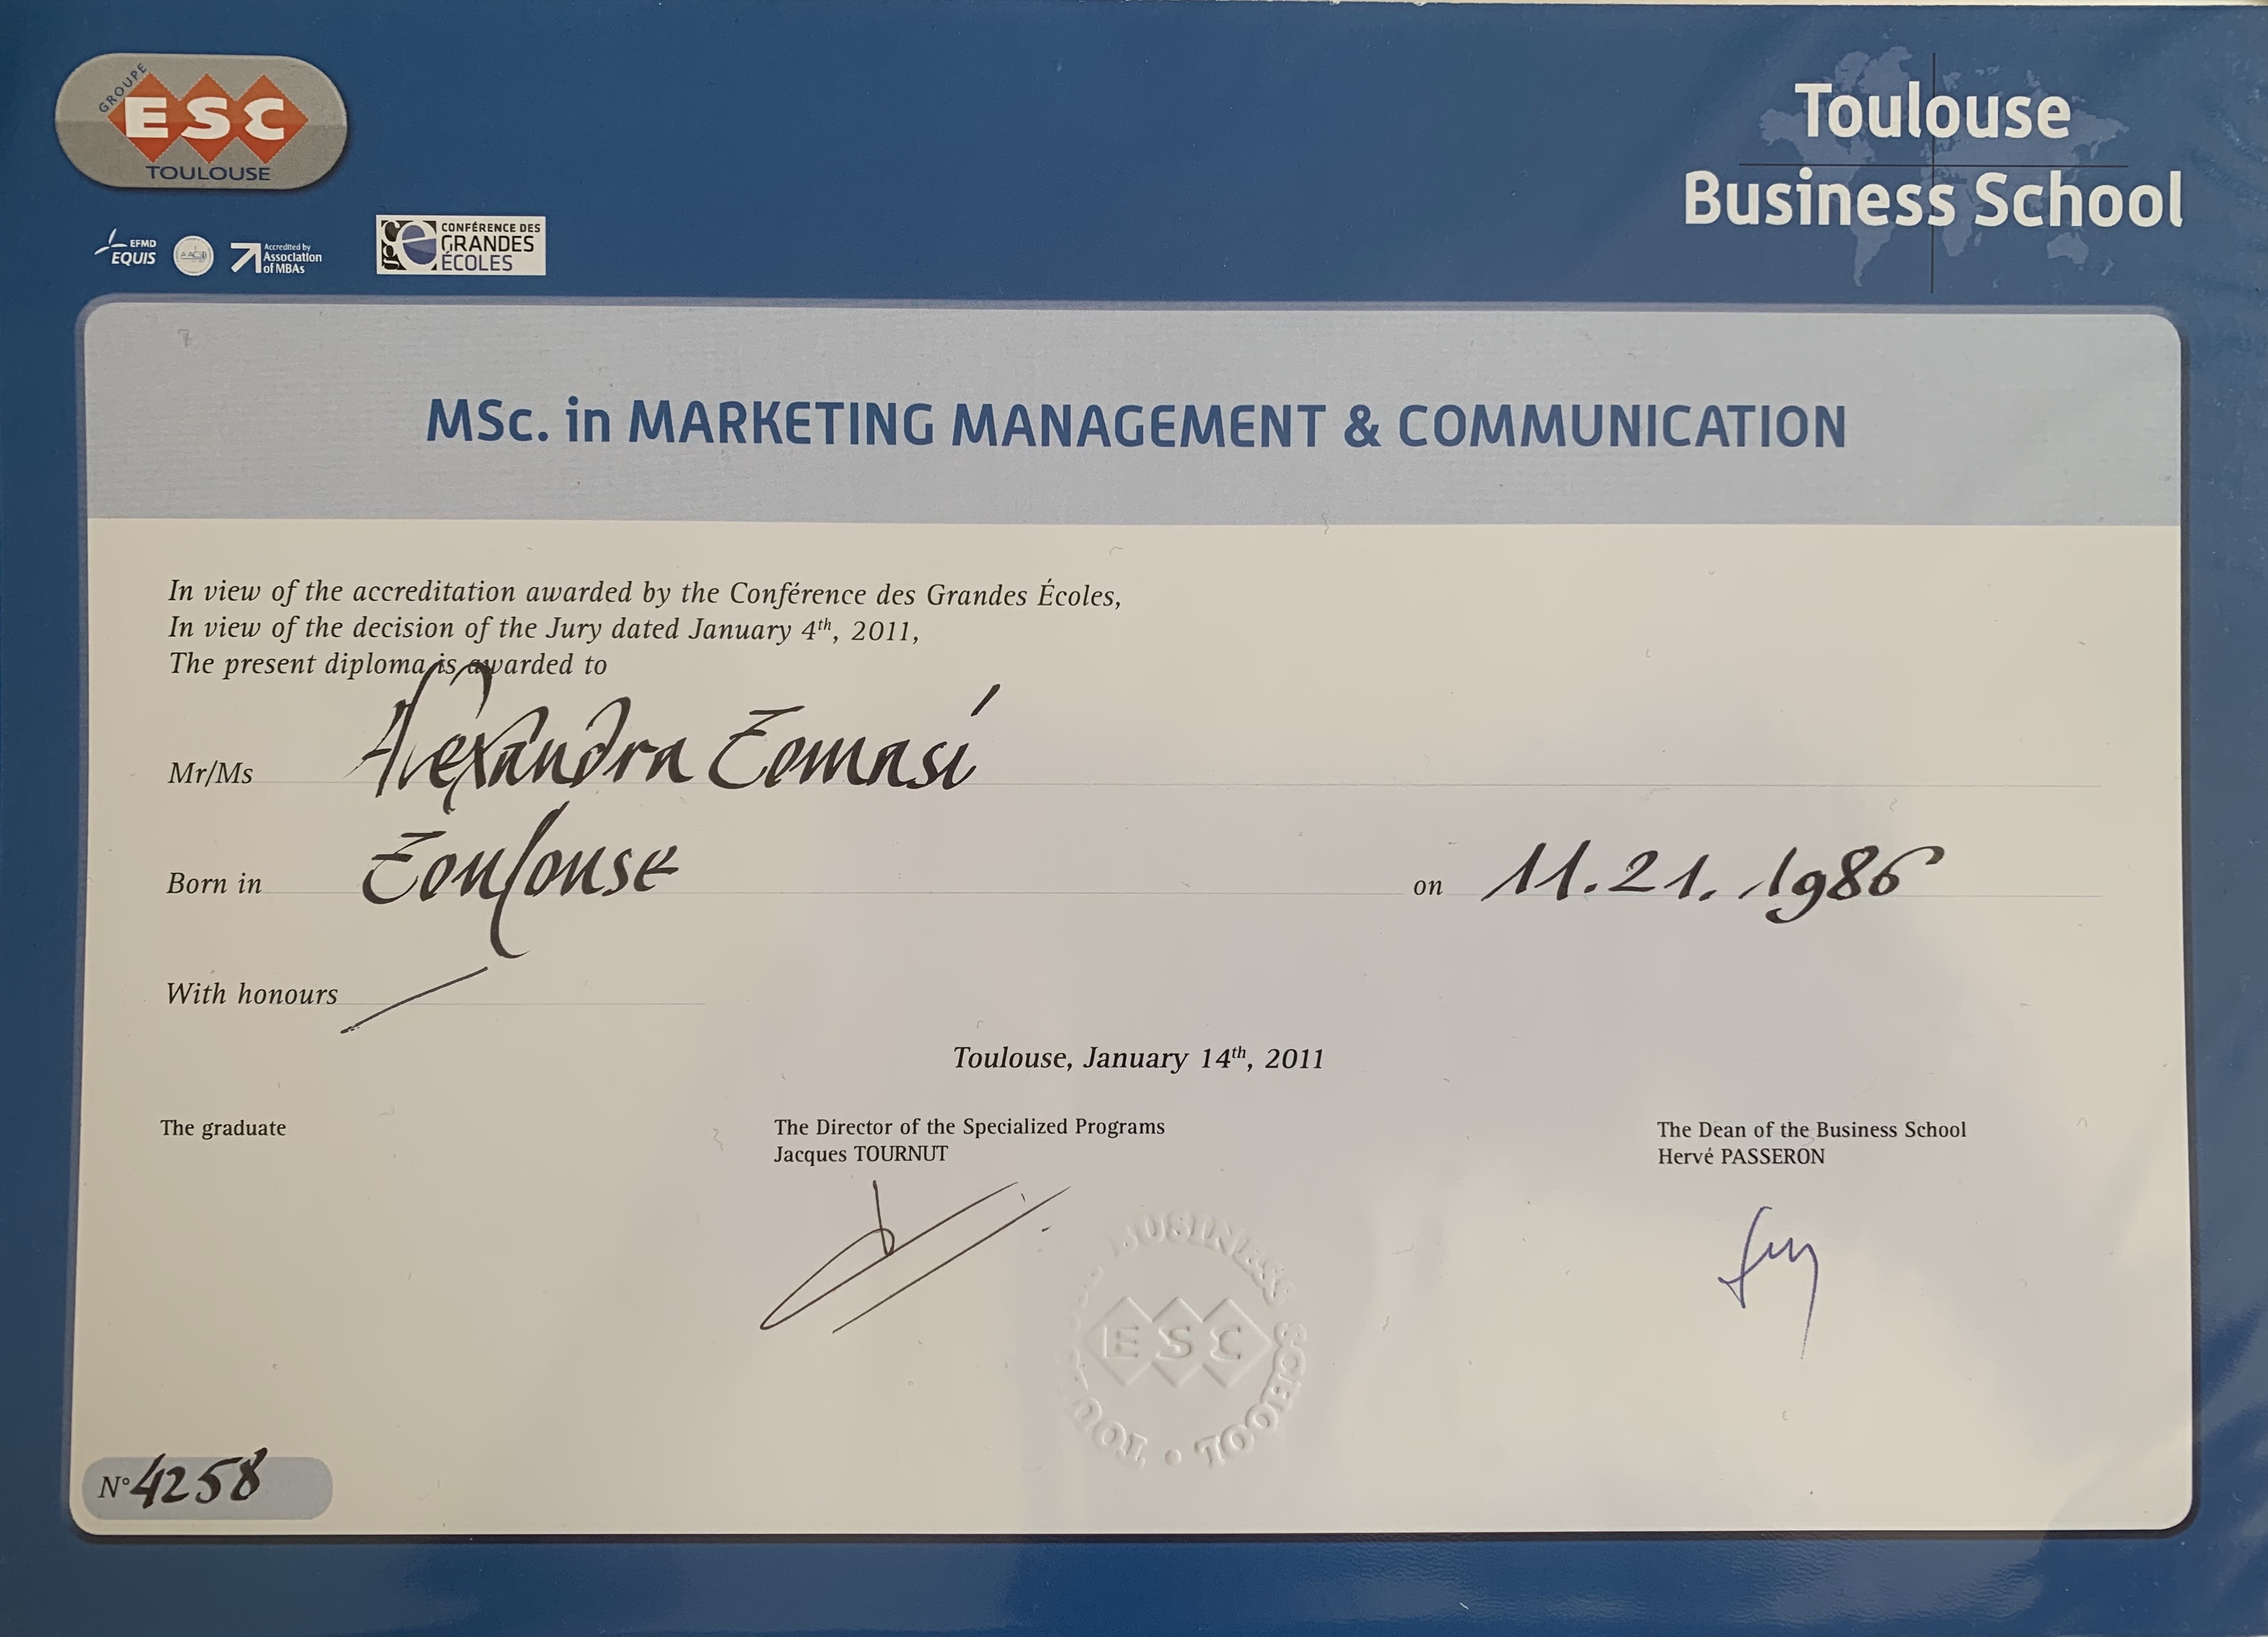 GROUPE
ESC
TOULOUSE
EFMD
EQUIS
AACSB
Accredited by
Association
of MBAs
CONFÉRENCE DES
GRANDES
ÉCOLES
Toulouse
Business School
MSc. in MARKETING MANAGEMENT & COMMUNICATION
In view of the accreditation awarded by the Conférence des Grandes Écoles,
In view of the decision of the Jury dated January 4th, 2011,
The present diploma is awarded to
Mr/Ms Alexandra Tomasi
Born in Toulouse on 11.21.1986
With honours
Toulouse, January 14th, 2011
The graduate
The Director of the Specialized Programs
Jacques TOURNUT
The Dean of the Business School
Hervé PASSERON
BUSINESS SCHOOL
ESC
N° 4258